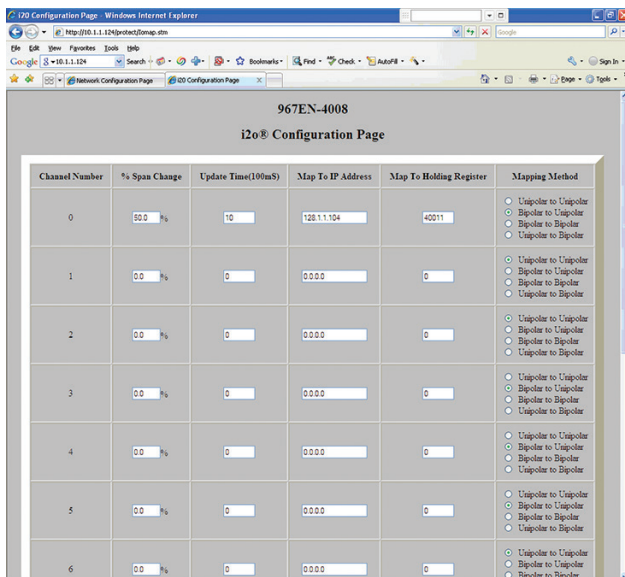 i2O Configuration Page - Windows Internet Explorer
http://10.1.1.124/protect/Iomap.stm
Google
File Edit View Favorites Tools Help
Google 10.1.1.124 Search Bookmarks Find Check AutoFill Sign In
Network Configuration Page i2O Configuration Page X Page Tools
967EN-4008
i2o® Configuration Page
Channel Number % Span Change Update Time(100mS) Map To IP Address Map To Holding Register Mapping Method
0 50.0 % 10 128.1.1.104 40011
Unipolar to Unipolar
Bipolar to Unipolar
Bipolar to Bipolar
Unipolar to Bipolar
1 0.0 % 0 0.0.0.0 0
Unipolar to Unipolar
Bipolar to Unipolar
Bipolar to Bipolar
Unipolar to Bipolar
2 0.0 % 0 0.0.0.0 0
Unipolar to Unipolar
Bipolar to Unipolar
Bipolar to Bipolar
Unipolar to Bipolar
3 0.0 % 0 0.0.0.0 0
Unipolar to Unipolar
Bipolar to Unipolar
Bipolar to Bipolar
Unipolar to Bipolar
4 0.0 % 0 0.0.0.0 0
Unipolar to Unipolar
Bipolar to Unipolar
Bipolar to Bipolar
Unipolar to Bipolar
5 0.0 % 0 0.0.0.0 0
Unipolar to Unipolar
Bipolar to Unipolar
Bipolar to Bipolar
Unipolar to Bipolar
6 0.0 % 0 0.0.0.0 0
Unipolar to Unipolar
Bipolar to Unipolar
Bipolar to Bipolar